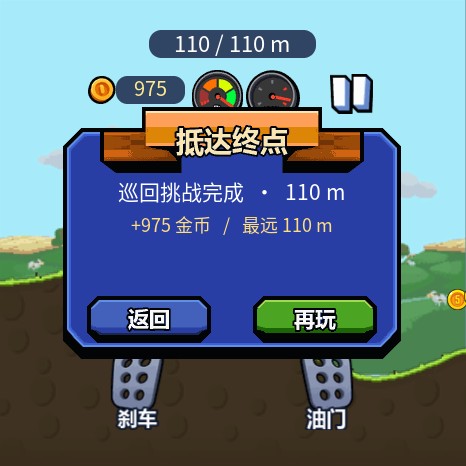 110 / 110 m
975
抵达终点
巡回挑战完成 · 110 m
+975 金币 / 最远 110 m
返回
再玩
刹车
油门